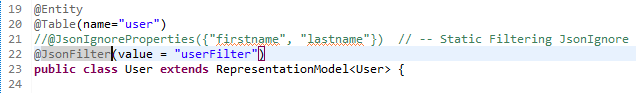 19 @Entity
20 @Table(name="user")
21 //@JsonIgnoreProperties({"firstname", "lastname"})  // -- Static Filtering JsonIgnore
22 @JsonFilter(value = "userFilter")
23 public class User extends RepresentationModel<User> {
24